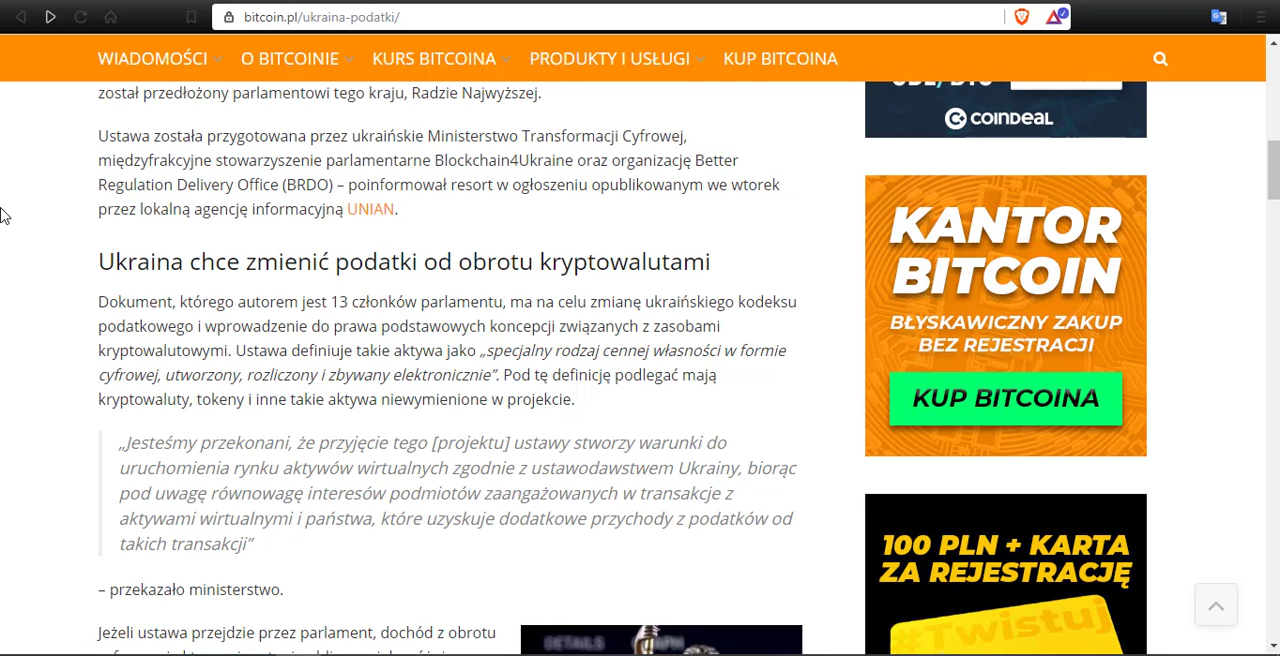 bitcoin.pl/ukraina-podatki/
WIADOMOŚCI O BITCOINIE KURS BITCOINA PRODUKTY I USŁUGI KUP BITCOINA
został przedłożony parlamentowi tego kraju, Radzie Najwyższej.
Ustawa została przygotowana przez ukraińskie Ministerstwo Transformacji Cyfrowej,
międzyfrakcyjne stowarzyszenie parlamentarne Blockchain4Ukraine oraz organizację Better
Regulation Delivery Office (BRDO) – poinformował resort w ogłoszeniu opublikowanym we wtorek
przez lokalną agencję informacyjną UNIAN.
Ukraina chce zmienić podatki od obrotu kryptowalutami
Dokument, którego autorem jest 13 członków parlamentu, ma na celu zmianę ukraińskiego kodeksu
podatkowego i wprowadzenie do prawa podstawowych koncepcji związanych z zasobami
kryptowalutowymi. Ustawa definiuje takie aktywa jako „specjalny rodzaj cennej własności w formie
cyfrowej, utworzony, rozliczony i zbywany elektronicznie”. Pod tę definicję podlegać mają
kryptowaluty, tokeny i inne takie aktywa niewymienione w projekcie.
„Jesteśmy przekonani, że przyjęcie tego [projektu] ustawy stworzy warunki do
uruchomienia rynku aktywów wirtualnych zgodnie z ustawodawstwem Ukrainy, biorąc
pod uwagę równowagę interesów podmiotów zaangażowanych w transakcje z
aktywami wirtualnymi i państwa, które uzyskuje dodatkowe przychody z podatków od
takich transakcji”
– przekazało ministerstwo.
Jeżeli ustawa przejdzie przez parlament, dochód z obrotu
COINDEAL
KANTOR
BITCOIN
BŁYSKAWICZNY ZAKUP
BEZ REJESTRACJI
KUP BITCOINA
100 PLN + KARTA
ZA REJESTRACJĘ
#Twistuj
DETAILS